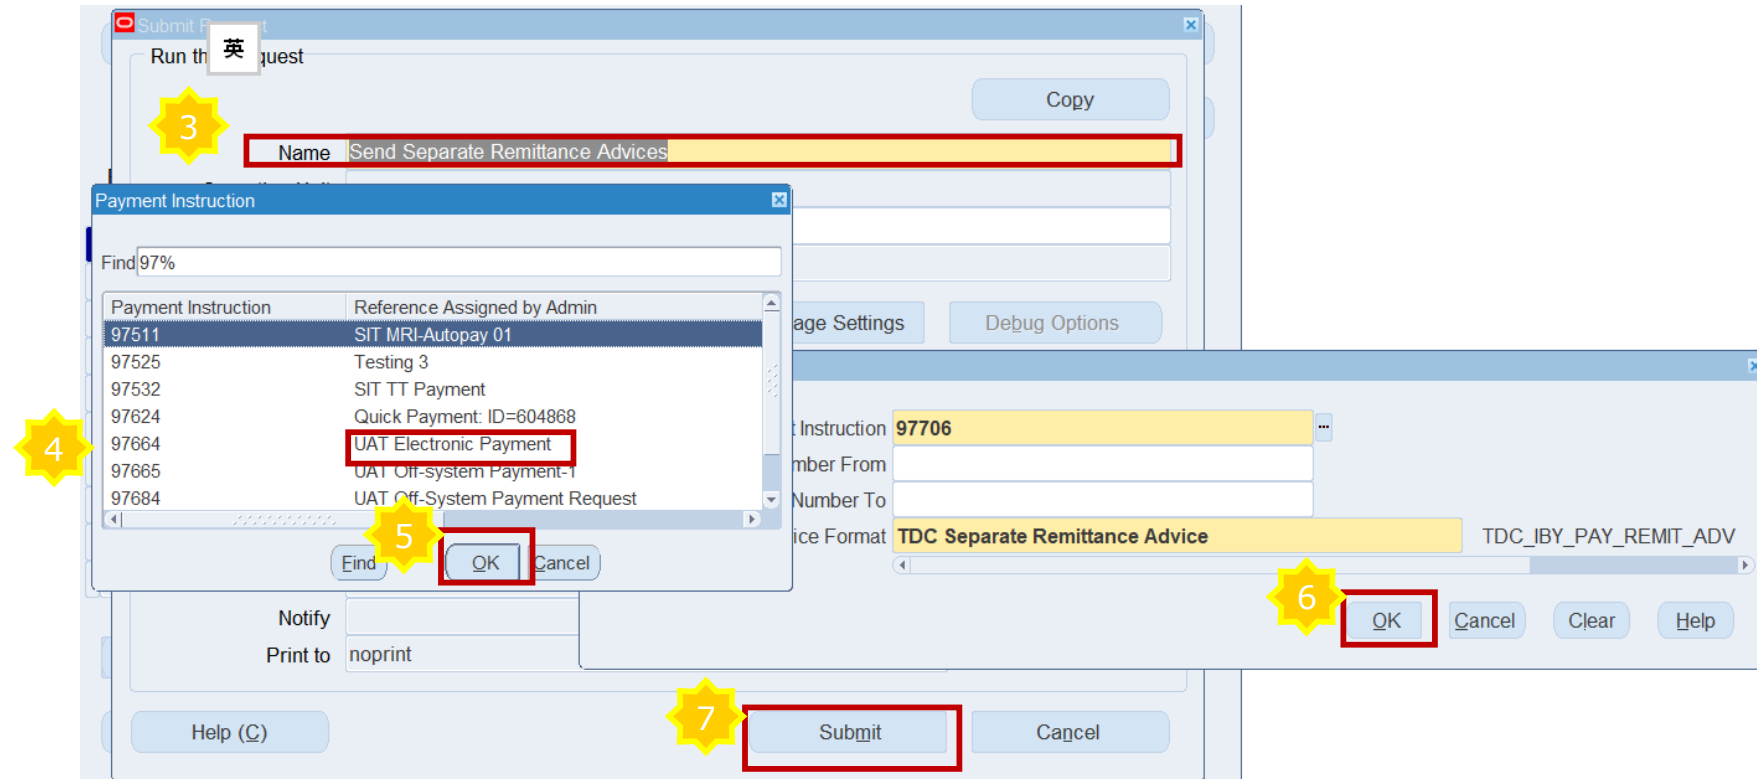 Submit
英
Run th quest
Copy
3
Name Send Separate Remittance Advices
Payment Instruction
Find 97%
Payment Instruction Reference Assigned by Admin
97511 SIT MRI-Autopay 01
97525 Testing 3
97532 SIT TT Payment
97624 Quick Payment: ID=604868
97664 UAT Electronic Payment
97665 UAT Off-system Payment-1
97684 UAT Off-System Payment Request
4
5
Find OK Cancel
age Settings Debug Options
t Instruction 97706 ...
mber From
Number To
ice Format TDC Separate Remittance Advice TDC_IBY_PAY_REMIT_ADV
6
OK Cancel Clear Help
Notify
Print to noprint
7
Help (C) Submit Cancel